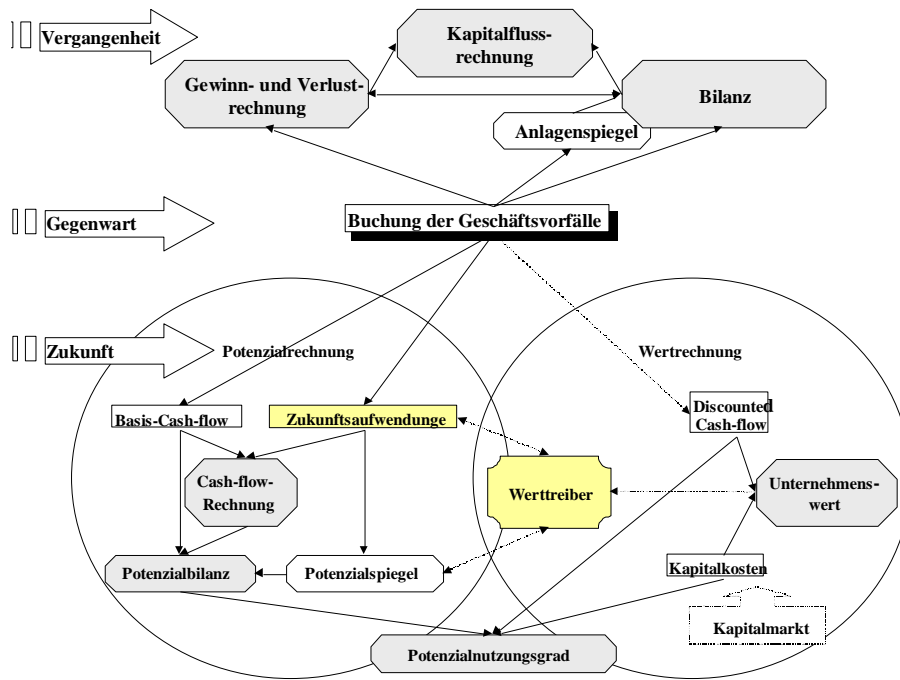 Vergangenheit
Kapitalfluss-
rechnung
Gewinn- und Verlust-
rechnung
Bilanz
Anlagenspiegel
Gegenwart
Buchung der Geschäftsvorfälle
Zukunft
Potenzialrechnung
Wertrechnung
Basis-Cash-flow
Zukunftsaufwendunge
Discounted
Cash-flow
Cash-flow-
Rechnung
Werttreiber
Unternehmens-
wert
Potenzialbilanz
Potenzialspiegel
Kapitalkosten
Kapitalmarkt
Potenzialnutzungsgrad